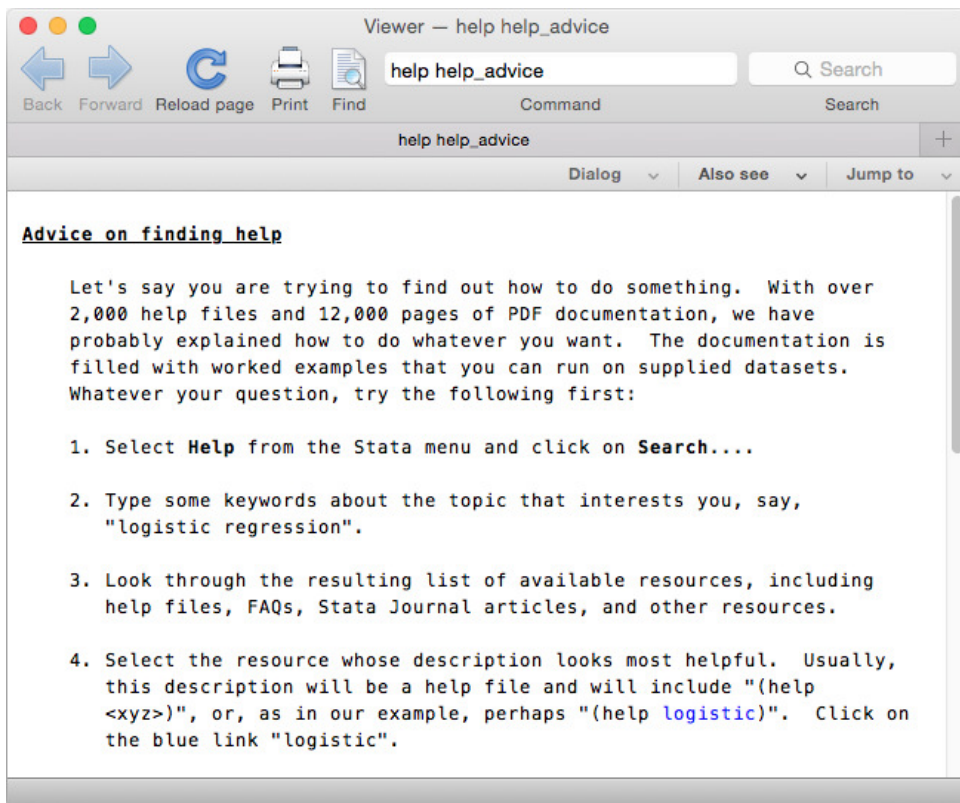 Viewer — help help_advice
help help_advice
Search
Back Forward Reload page Print Find Command Search
help help_advice
Dialog Also see Jump to
Advice on finding help
Let's say you are trying to find out how to do something. With over
2,000 help files and 12,000 pages of PDF documentation, we have
probably explained how to do whatever you want. The documentation is
filled with worked examples that you can run on supplied datasets.
Whatever your question, try the following first:
1. Select Help from the Stata menu and click on Search....
2. Type some keywords about the topic that interests you, say,
"logistic regression".
3. Look through the resulting list of available resources, including
help files, FAQs, Stata Journal articles, and other resources.
4. Select the resource whose description looks most helpful. Usually,
this description will be a help file and will include "(help
<xyz>)", or, as in our example, perhaps "(help logistic)". Click on
the blue link "logistic".